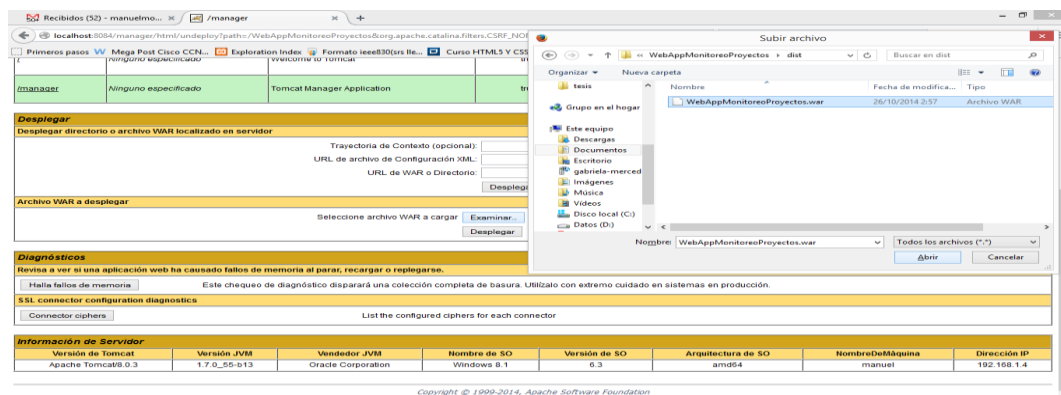 Recibidos (52) - manuelmo...
/manager
localhost:8084/manager/html/undeploy?path=/WebAppMonitoreoProyectos&org.apache.catalina.filters.CSRF_NO
Primeros pasos
Mega Post Cisco CCN...
Exploration Index
Formato ieee830(srs lle...
Curso HTML5 Y CSS
Ninguno especificado
Welcome to Tomcat
/manager
Ninguno especificado
Tomcat Manager Application
Desplegar
Desplegar directorio o archivo WAR localizado en servidor
Trayectoria de Contexto (opcional):
URL de archivo de Configuración XML:
URL de WAR o Directorio:
Archivo WAR a desplegar
Seleccione archivo WAR a cargar
Examinar...
Desplegar
Diagnósticos
Revisa a ver si una aplicación web ha causado fallos de memoria al parar, recargar o replegarse.
Halla fallos de memoria
Este chequeo de diagnóstico disparará una colección completa de basura. Utilízalo con extremo cuidado en sistemas en producción.
SSL connector configuration diagnostics
Connector ciphers
List the configured ciphers for each connector
Información de Servidor
Versión de Tomcat
Versión JVM
Vendedor JVM
Nombre de SO
Versión de SO
Arquitectura de SO
NombreDeMáquina
Dirección IP
Apache Tomcat/8.0.3
1.7.0_55-b13
Oracle Corporation
Windows 8.1
6.3
amd64
manuel
192.168.1.4
Copyright © 1999-2014, Apache Software Foundation
Subir archivo
WebAppMonitoreoProyectos
dist
Buscar en dist
Organizar
Nueva carpeta
tesis
Grupo en el hogar
Este equipo
Descargas
Documentos
Escritorio
gabriela-merced
Imágenes
Música
Vídeos
Disco local (C:)
Datos (D:)
Nombre
Fecha de modifica...
Tipo
WebAppMonitoreoProyectos.war
26/10/2014 2:57
Archivo WAR
Nombre:
WebAppMonitoreoProyectos.war
Todos los archivos (*.*)
Abrir
Cancelar